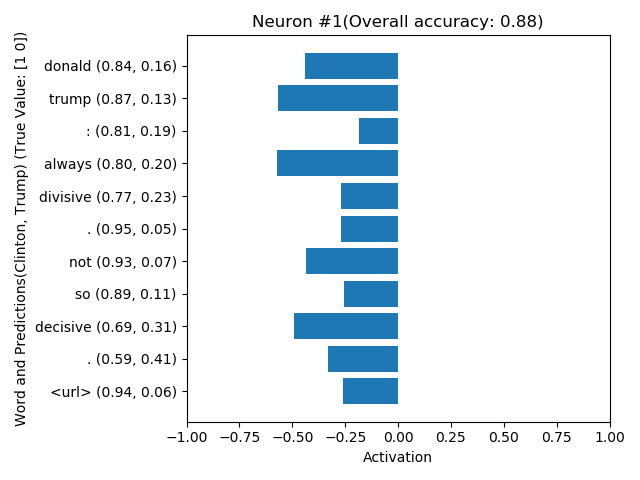 Neuron #1(Overall accuracy: 0.88)
Word and Predictions(Clinton, Trump) (True Value: [1 0])
donald (0.84, 0.16)
trump (0.87, 0.13)
: (0.81, 0.19)
always (0.80, 0.20)
divisive (0.77, 0.23)
. (0.95, 0.05)
not (0.93, 0.07)
so (0.89, 0.11)
decisive (0.69, 0.31)
. (0.59, 0.41)
<url> (0.94, 0.06)
−1.00 −0.75 −0.50 −0.25 0.00 0.25 0.50 0.75 1.00
Activation